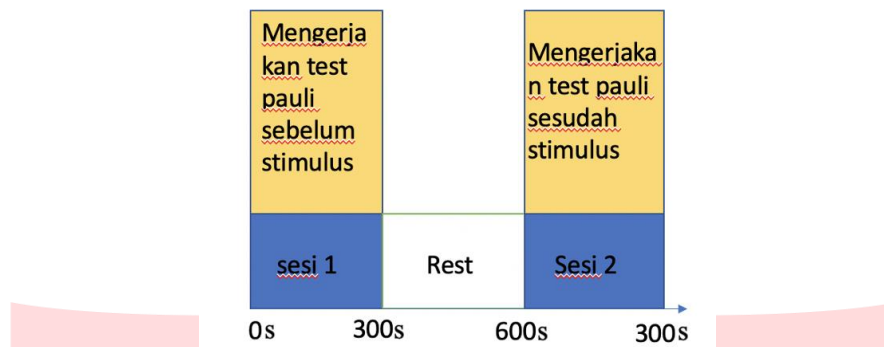 Mengerja
kan test
pauli
sebelum
stimulus
Mengerjaka
n test pauli
sesudah
stimulus
sesi 1
Rest
Sesi 2
0s
300s
600s
300s